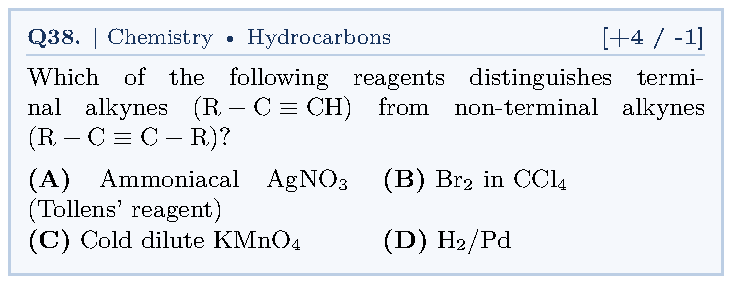 Q38. | Chemistry • Hydrocarbons [+4 / -1]
Which of the following reagents distinguishes termi-
nal alkynes (R − C ≡ CH) from non-terminal alkynes
(R − C ≡ C − R)?
(A) Ammoniacal AgNO₃ (B) Br₂ in CCl₄
(Tollens' reagent)
(C) Cold dilute KMnO₄ (D) H₂/Pd